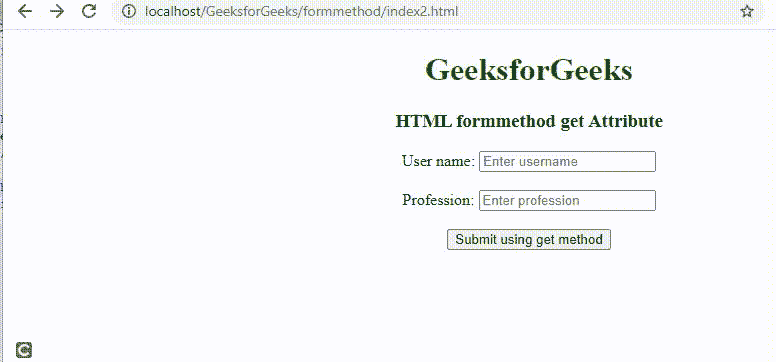 localhost/GeeksforGeeks/formmethod/index2.html
GeeksforGeeks
HTML formmethod get Attribute
User name: Enter username
Profession: Enter profession
Submit using get method
C